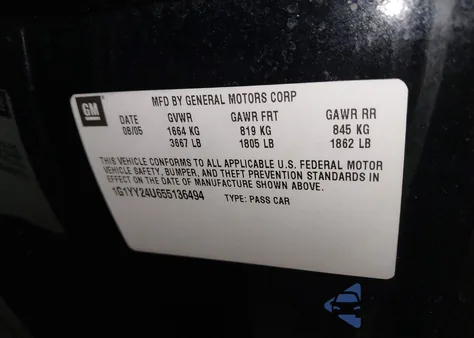 GM
MFD BY GENERAL MOTORS CORP
DATE GVWR GAWR FRT GAWR RR
08/05 1664 KG 819 KG 845 KG
3667 LB 1805 LB 1862 LB
THIS VEHICLE CONFORMS TO ALL APPLICABLE U.S. FEDERAL MOTOR
VEHICLE SAFETY, BUMPER, AND THEFT PREVENTION STANDARDS IN
EFFECT ON THE DATE OF MANUFACTURE SHOWN ABOVE.
1G1YY24U655136494 TYPE: PASS CAR